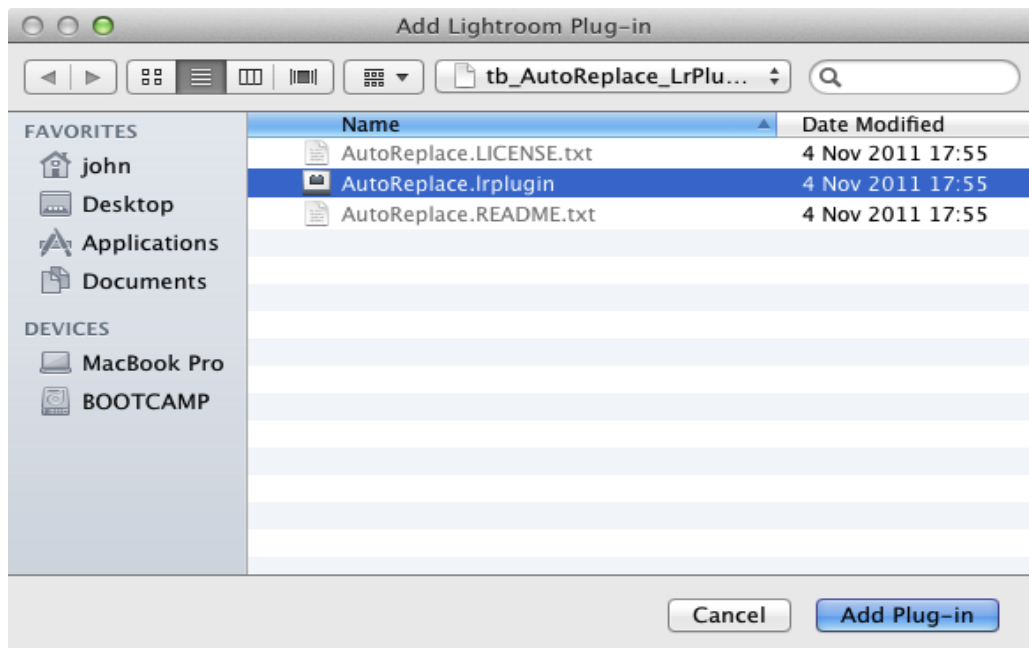 Add Lightroom Plug-in
tb_AutoReplace_LrPlu...
FAVORITES
john
Desktop
Applications
Documents
DEVICES
MacBook Pro
BOOTCAMP
Name Date Modified
AutoReplace.LICENSE.txt 4 Nov 2011 17:55
AutoReplace.lrplugin 4 Nov 2011 17:55
AutoReplace.README.txt 4 Nov 2011 17:55
Cancel Add Plug-in